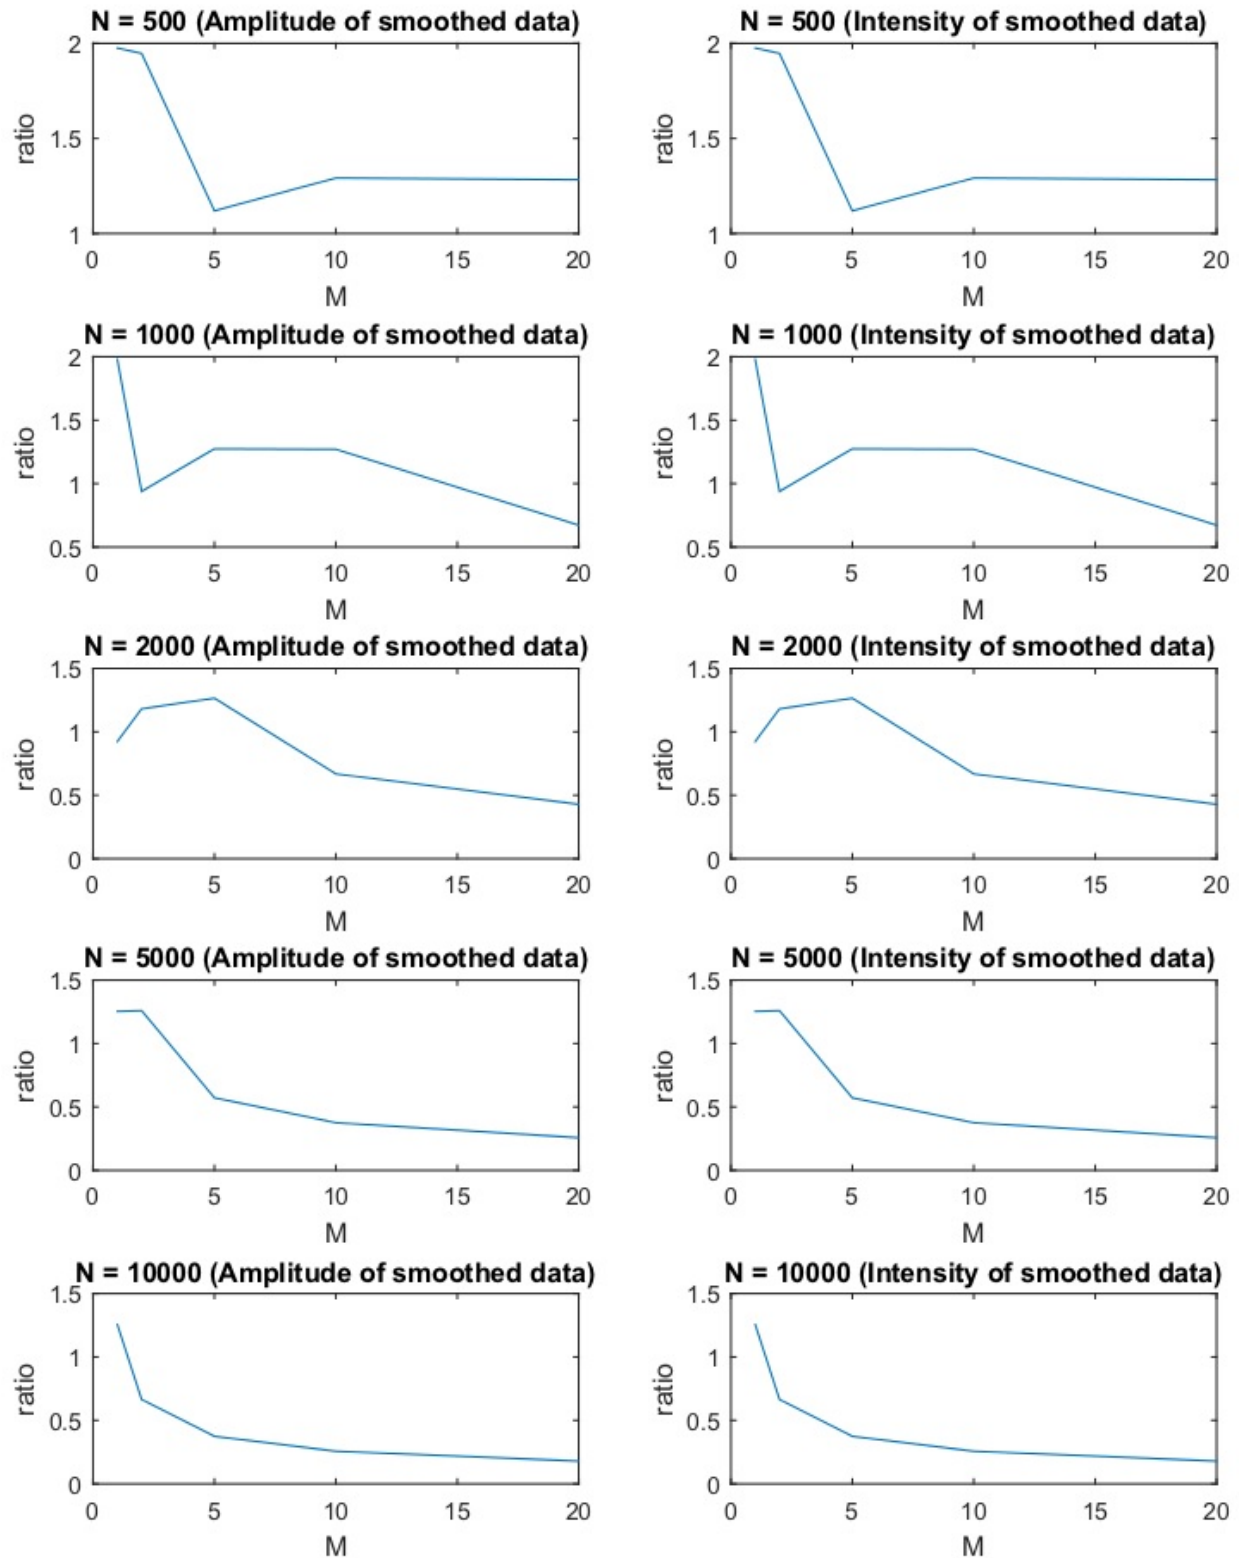 N = 500 (Amplitude of smoothed data)
2
1.5
1
ratio
0 5 10 15 20
M
N = 500 (Intensity of smoothed data)
2
1.5
1
ratio
0 5 10 15 20
M
N = 1000 (Amplitude of smoothed data)
2
1.5
1
0.5
ratio
0 5 10 15 20
M
N = 1000 (Intensity of smoothed data)
2
1.5
1
0.5
ratio
0 5 10 15 20
M
N = 2000 (Amplitude of smoothed data)
1.5
1
0.5
0
ratio
0 5 10 15 20
M
N = 2000 (Intensity of smoothed data)
1.5
1
0.5
0
ratio
0 5 10 15 20
M
N = 5000 (Amplitude of smoothed data)
1.5
1
0.5
0
ratio
0 5 10 15 20
M
N = 5000 (Intensity of smoothed data)
1.5
1
0.5
0
ratio
0 5 10 15 20
M
N = 10000 (Amplitude of smoothed data)
1.5
1
0.5
0
ratio
0 5 10 15 20
M
N = 10000 (Intensity of smoothed data)
1.5
1
0.5
0
ratio
0 5 10 15 20
M